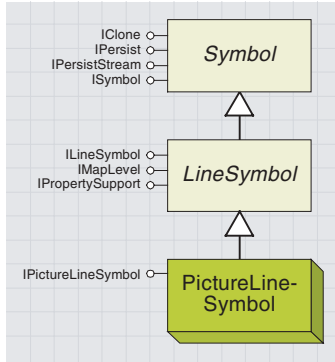 IClone
IPersist
IPersistStream
ISymbol
Symbol
ILineSymbol
IMapLevel
IPropertySupport
LineSymbol
IPictureLineSymbol
PictureLine-
Symbol